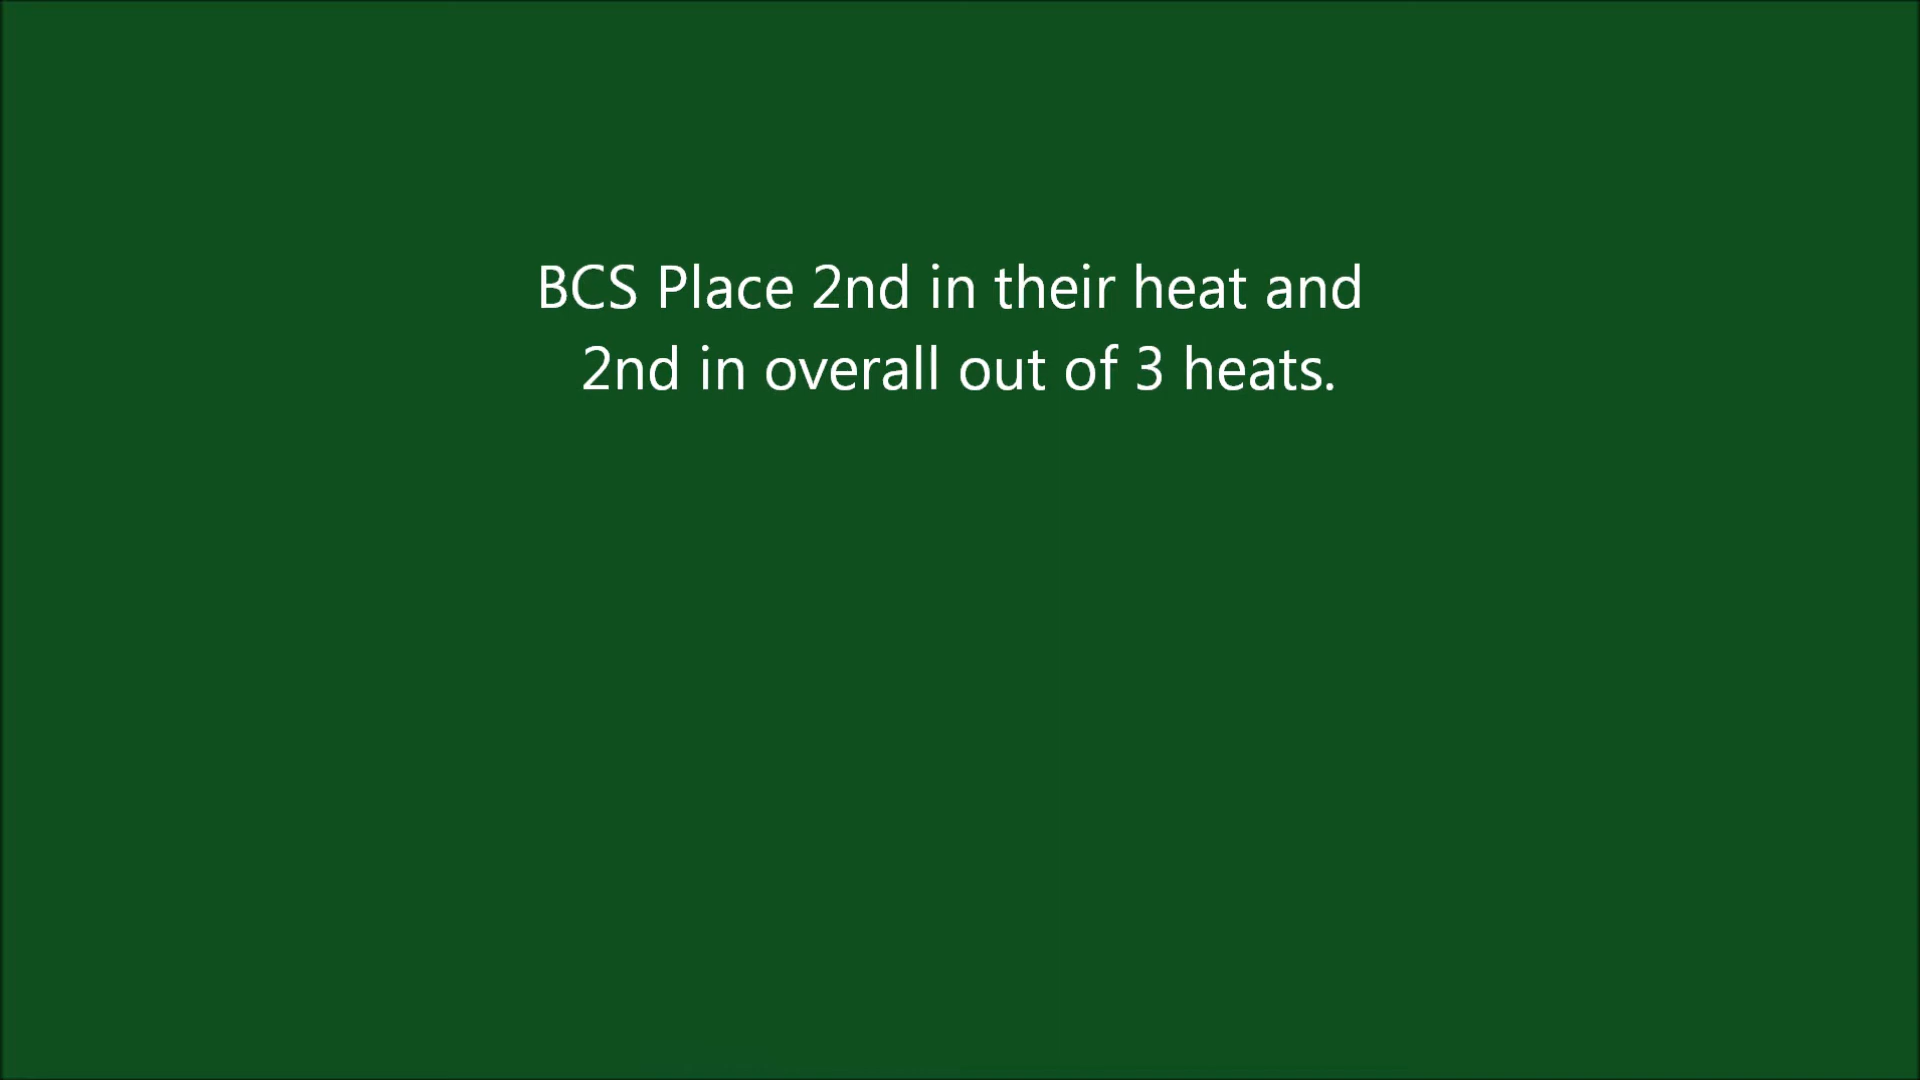 BCS Place 2nd in their heat and
2nd in overall out of 3 heats.